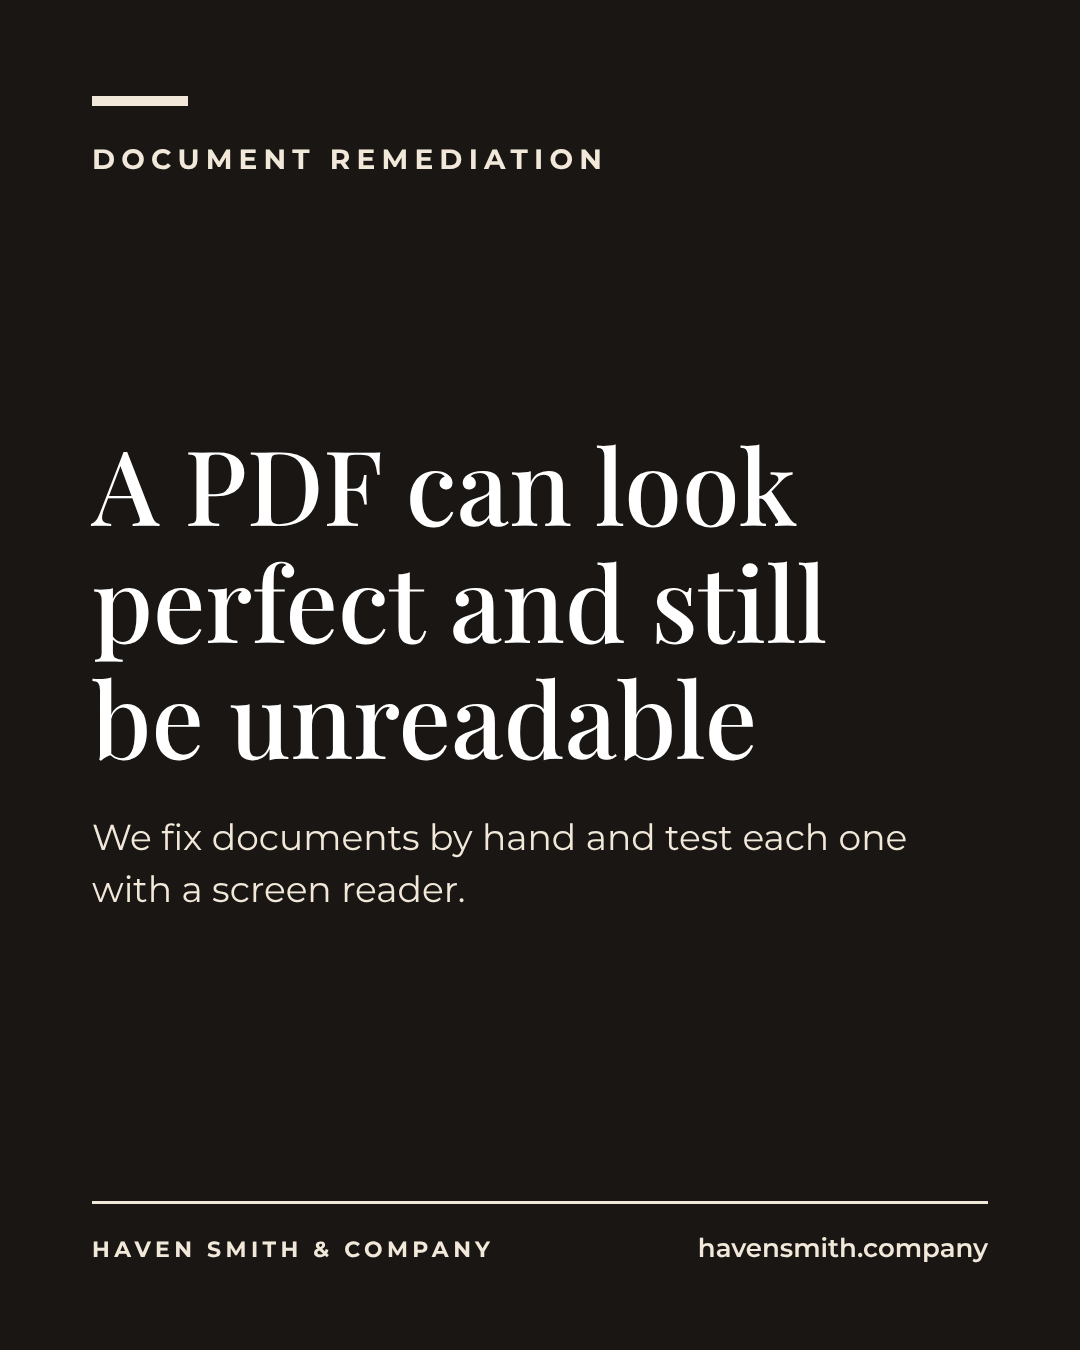 DOCUMENT REMEDIATION
A PDF can look
perfect and still
be unreadable
We fix documents by hand and test each one
with a screen reader.
HAVEN SMITH & COMPANY
havensmith.company